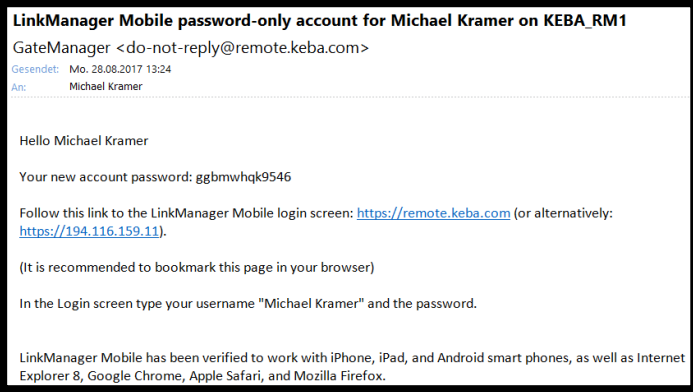 LinkManager Mobile password-only account for Michael Kramer on KEBA_RM1
GateManager <do-not-reply@remote.keba.com>
Gesendet: Mo. 28.08.2017 13:24
An: Michael Kramer
Hello Michael Kramer
Your new account password: ggbmwhqk9546
Follow this link to the LinkManager Mobile login screen: https://remote.keba.com (or alternatively:
https://194.116.159.11).
(It is recommended to bookmark this page in your browser)
In the Login screen type your username "Michael Kramer" and the password.
LinkManager Mobile has been verified to work with iPhone, iPad, and Android smart phones, as well as Internet
Explorer 8, Google Chrome, Apple Safari, and Mozilla Firefox.